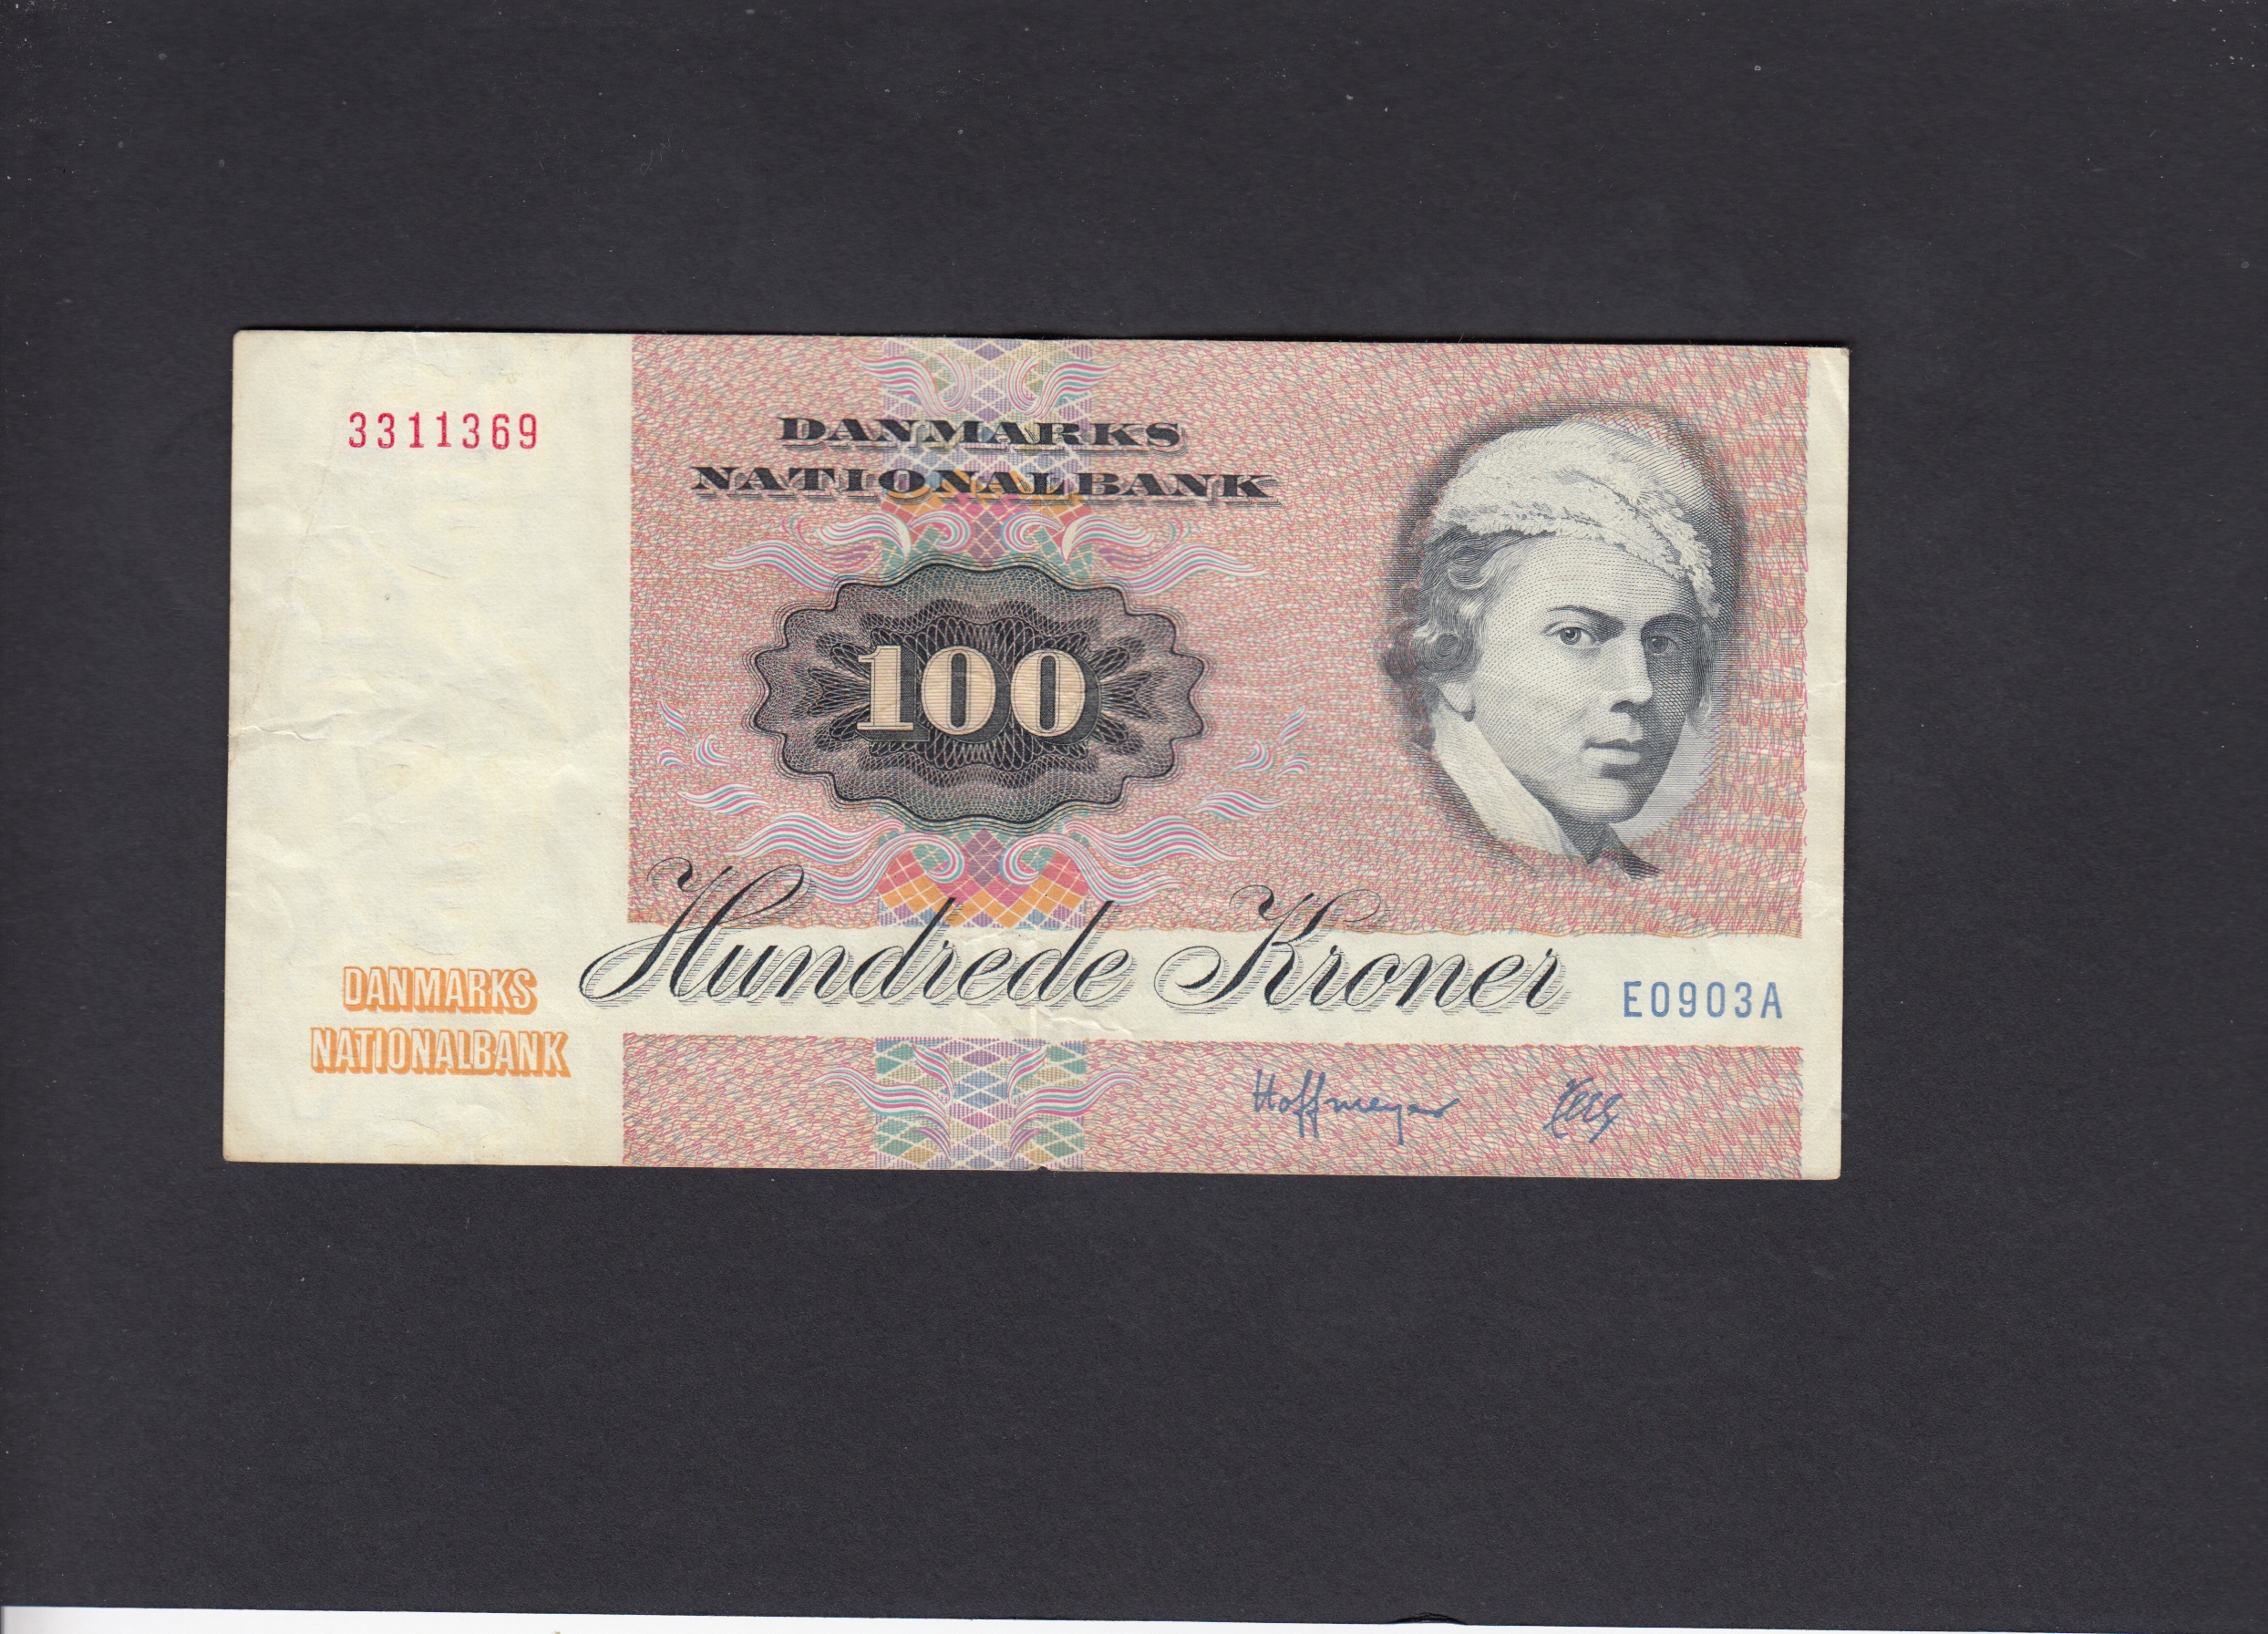 3311369
DANMARKS
NATIONALBANK
100
Hundrede Kroner
E0903A
DANMARKS
NATIONALBANK
Hoffmeyer